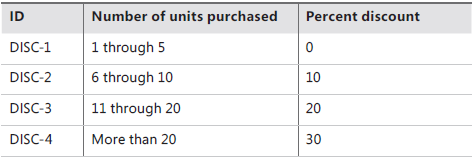 ID Number of units purchased Percent discount
DISC-1 1 through 5 0
DISC-2 6 through 10 10
DISC-3 11 through 20 20
DISC-4 More than 20 30